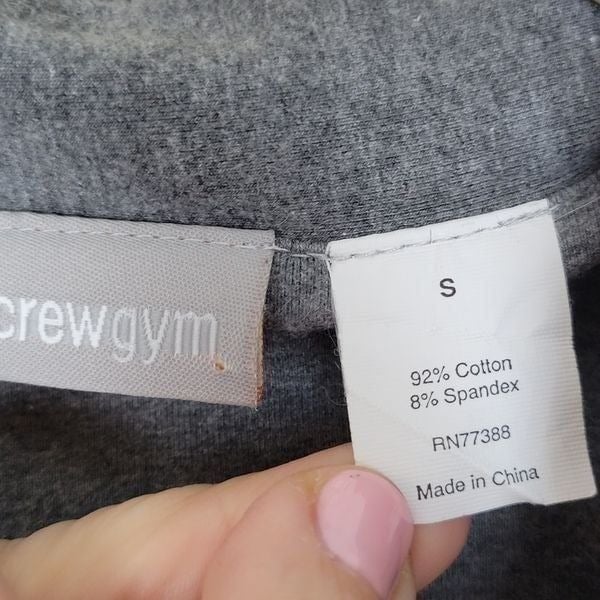 crewgym
S
92% Cotton
8% Spandex
RN77388
Made in China